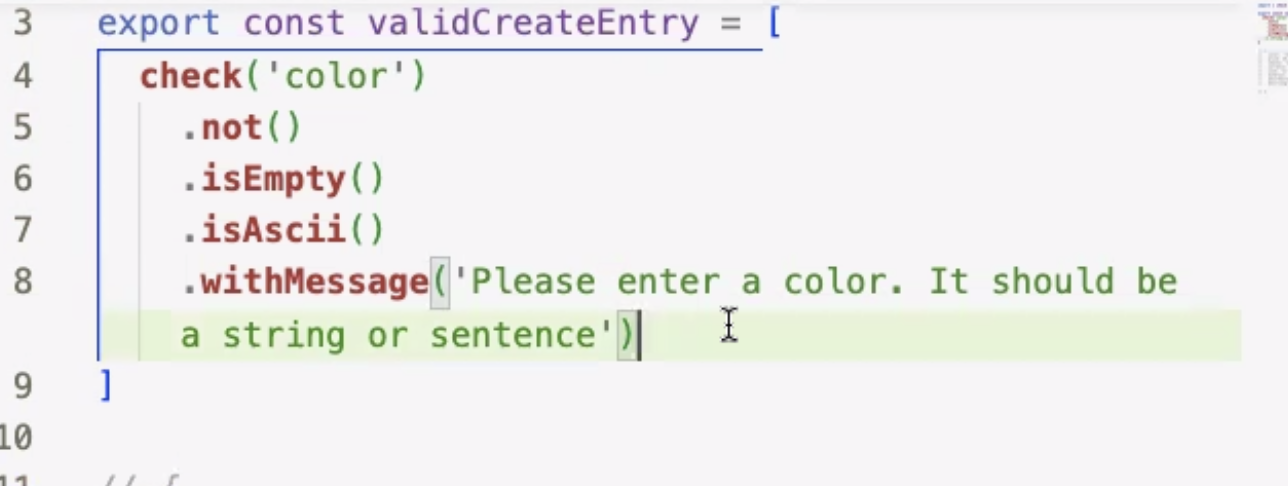 3 export const validCreateEntry = [
4 check('color')
5 .not()
6 .isEmpty()
7 .isAscii()
8 .withMessage('Please enter a color. It should be
a string or sentence')
9 ]
10
11 // {